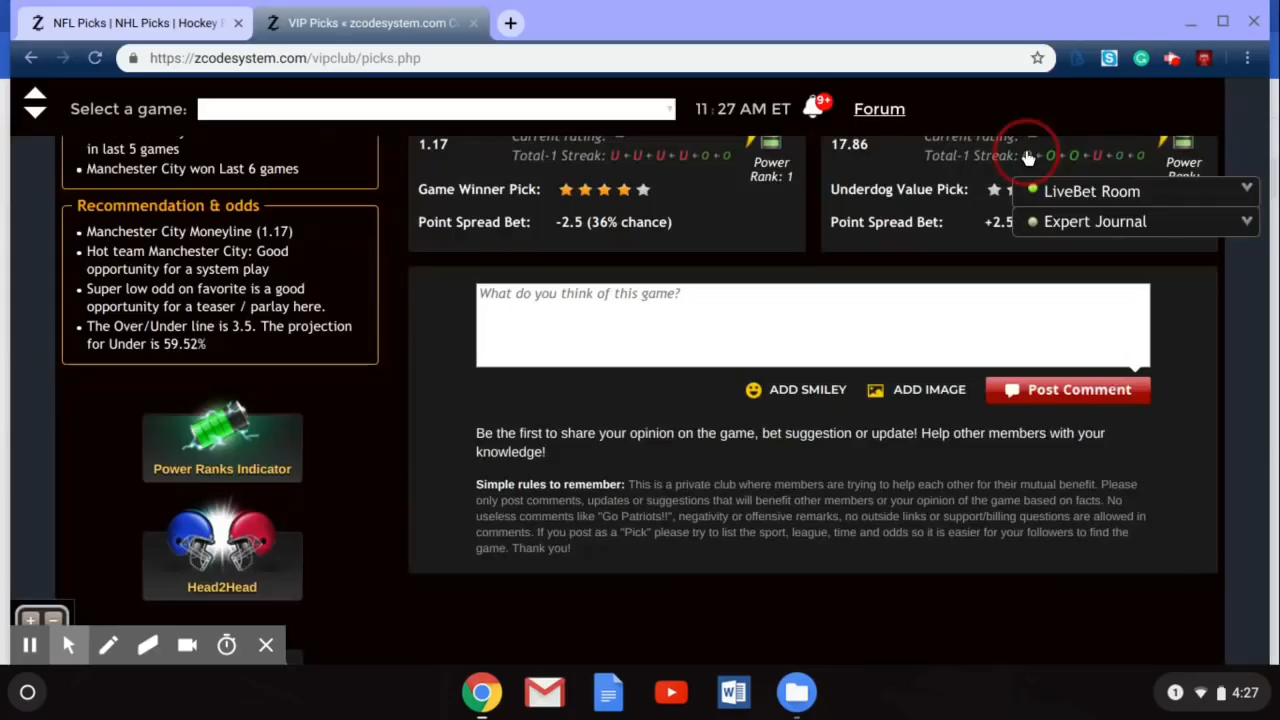 NFL Picks | NHL Picks | Hockey
VIP Picks « zcodesystem.com
https://zcodesystem.com/vipclub/picks.php
Select a game:
11:27 AM ET
9+
Forum
in last 5 games
Manchester City won Last 6 games
Recommendation & odds
Manchester City Moneyline (1.17)
Hot team Manchester City: Good
opportunity for a system play
Super low odd on favorite is a good
opportunity for a teaser / parlay here.
The Over/Under line is 3.5. The projection
for Under is 59.52%
Power Ranks Indicator
Head2Head
Current rating:
1.17
Total-1 Streak: U U U U O O
Power
Rank: 1
Game Winner Pick:
Point Spread Bet: -2.5 (36% chance)
Current rating:
17.86
Total-1 Streak: O O U O O
Power
Rank:
Underdog Value Pick:
Point Spread Bet: +2.5
LiveBet Room
Expert Journal
What do you think of this game?
ADD SMILEY
ADD IMAGE
Post Comment
Be the first to share your opinion on the game, bet suggestion or update! Help other members with your
knowledge!
Simple rules to remember: This is a private club where members are trying to help each other for their mutual benefit. Please
only post comments, updates or suggestions that will benefit other members or your opinion of the game based on facts. No
useless comments like "Go Patriots!!", negativity or offensive remarks, no outside links or support/billing questions are allowed in
comments. If you post as a "Pick" please try to list the sport, league, time and odds so it is easier for your followers to find the
game. Thank you!
1
4:27